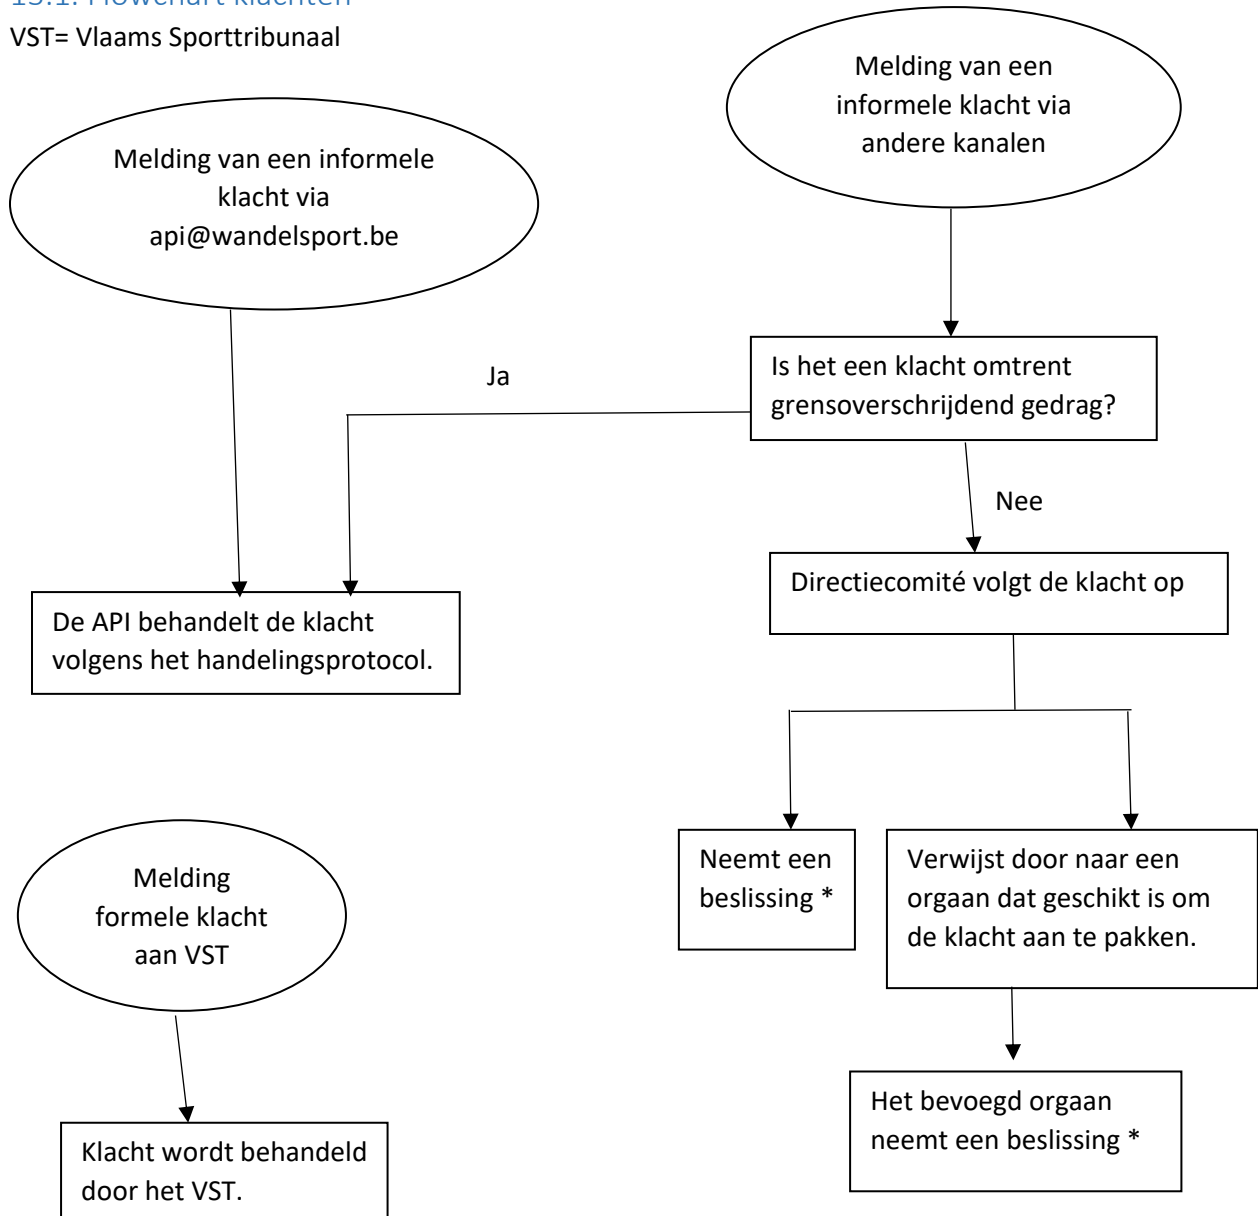 13.1. Flowchart klachten
VST= Vlaams Sporttribunaal
Melding van een
informele klacht via
andere kanalen
Melding van een informele
klacht via
api@wandelsport.be
Is het een klacht omtrent
grensoverschrijdend gedrag?
Ja
Nee
Directiecomité volgt de klacht op
De API behandelt de klacht
volgens het handelingsprotocol.
Neemt een
beslissing *
Verwijst door naar een
orgaan dat geschikt is om
de klacht aan te pakken.
Melding
formele klacht
aan VST
Het bevoegd orgaan
neemt een beslissing *
Klacht wordt behandeld
door het VST.